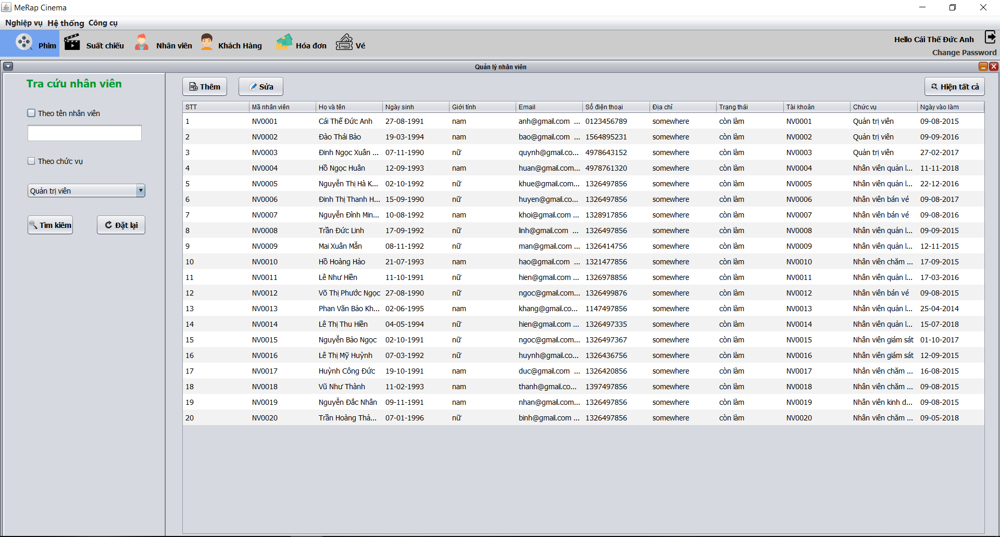 MeRap Cinema
Nghiệp vụ Hệ thống Công cụ
Phim Suất chiếu Nhân viên Khách Hàng Hóa đơn Vé
Hello Cái Thế Đức Anh
Change Password
Quản lý nhân viên
Tra cứu nhân viên
Theo tên nhân viên
Theo chức vụ
Quản trị viên
Tìm kiếm Đặt lại
Thêm Sửa Hiện tất cả
STT Mã nhân viên Họ và tên Ngày sinh Giới tính Email Số điện thoại Địa chỉ Trạng thái Tài khoản Chức vụ Ngày vào làm
1 NV0001 Cái Thế Đức Anh 27-08-1991 nam anh@gmail.com ... 0123456789 somewhere còn làm NV0001 Quản trị viên 09-08-2015
2 NV0002 Đào Thái Bảo 19-03-1994 nam bao@gmail.com ... 1564895231 somewhere còn làm NV0002 Quản trị viên 09-09-2016
3 NV0003 Đinh Ngọc Xuân ... 07-11-1990 nữ quynh@gmail.co... 4978643152 somewhere còn làm NV0003 Quản trị viên 27-02-2017
4 NV0004 Hồ Ngọc Huân 12-09-1993 nam huan@gmail.com... 4978761320 somewhere còn làm NV0004 Nhân viên quản l... 11-11-2018
5 NV0005 Nguyễn Thị Hà K... 02-10-1992 nữ khue@gmail.com... 1326497856 somewhere còn làm NV0005 Nhân viên quản l... 22-12-2016
6 NV0006 Đinh Thị Thanh H... 15-09-1990 nữ huyen@gmail.co... 1326497856 somewhere còn làm NV0006 Nhân viên bán vé 09-08-2017
7 NV0007 Nguyễn Đình Min... 10-08-1992 nam khoi@gmail.com ... 1328917856 somewhere còn làm NV0007 Nhân viên bán vé 09-08-2016
8 NV0008 Trần Đức Linh 17-09-1992 nữ linh@gmail.com ... 1326497856 somewhere còn làm NV0008 Nhân viên quản l... 09-09-2015
9 NV0009 Mai Xuân Mẫn 08-11-1992 nữ man@gmail.com ... 1326414756 somewhere còn làm NV0009 Nhân viên quản l... 12-11-2015
10 NV0010 Hồ Hoàng Hảo 21-07-1993 nam hao@gmail.com ... 1321477856 somewhere còn làm NV0010 Nhân viên chăm ... 17-09-2015
11 NV0011 Lê Như Hiền 11-10-1991 nữ hien@gmail.com ... 1326978856 somewhere còn làm NV0011 Nhân viên quản l... 17-03-2016
12 NV0012 Võ Thị Phước Ngọc 27-08-1990 nữ ngoc@gmail.com... 1326499876 somewhere còn làm NV0012 Nhân viên bán vé 09-08-2015
13 NV0013 Phan Văn Bảo Kh... 02-06-1995 nam khang@gmail.co... 1147497856 somewhere còn làm NV0013 Nhân viên quản l... 25-04-2014
14 NV0014 Lê Thị Thu Hiền 04-05-1994 nữ hien@gmail.com ... 1326497335 somewhere còn làm NV0014 Nhân viên quản l... 15-07-2018
15 NV0015 Nguyễn Bảo Ngọc 02-10-1991 nữ ngoc@gmail.com... 1326497367 somewhere còn làm NV0015 Nhân viên giám sát 01-10-2017
16 NV0016 Lê Thị Mỹ Huỳnh 07-03-1992 nữ huynh@gmail.co... 1326436756 somewhere còn làm NV0016 Nhân viên giám sát 12-09-2015
17 NV0017 Huỳnh Công Đức 19-10-1991 nam duc@gmail.com ... 1326420856 somewhere còn làm NV0017 Nhân viên chăm ... 16-08-2015
18 NV0018 Vũ Như Thành 11-02-1993 nam thanh@gmail.co... 1397497856 somewhere còn làm NV0018 Nhân viên chăm ... 09-08-2015
19 NV0019 Nguyễn Đắc Nhân 09-11-1991 nam nhan@gmail.com... 1326497856 somewhere còn làm NV0019 Nhân viên kinh d... 09-08-2015
20 NV0020 Trần Hoàng Thả... 07-01-1996 nữ binh@gmail.com ... 1326497856 somewhere còn làm NV0020 Nhân viên chăm ... 09-05-2018